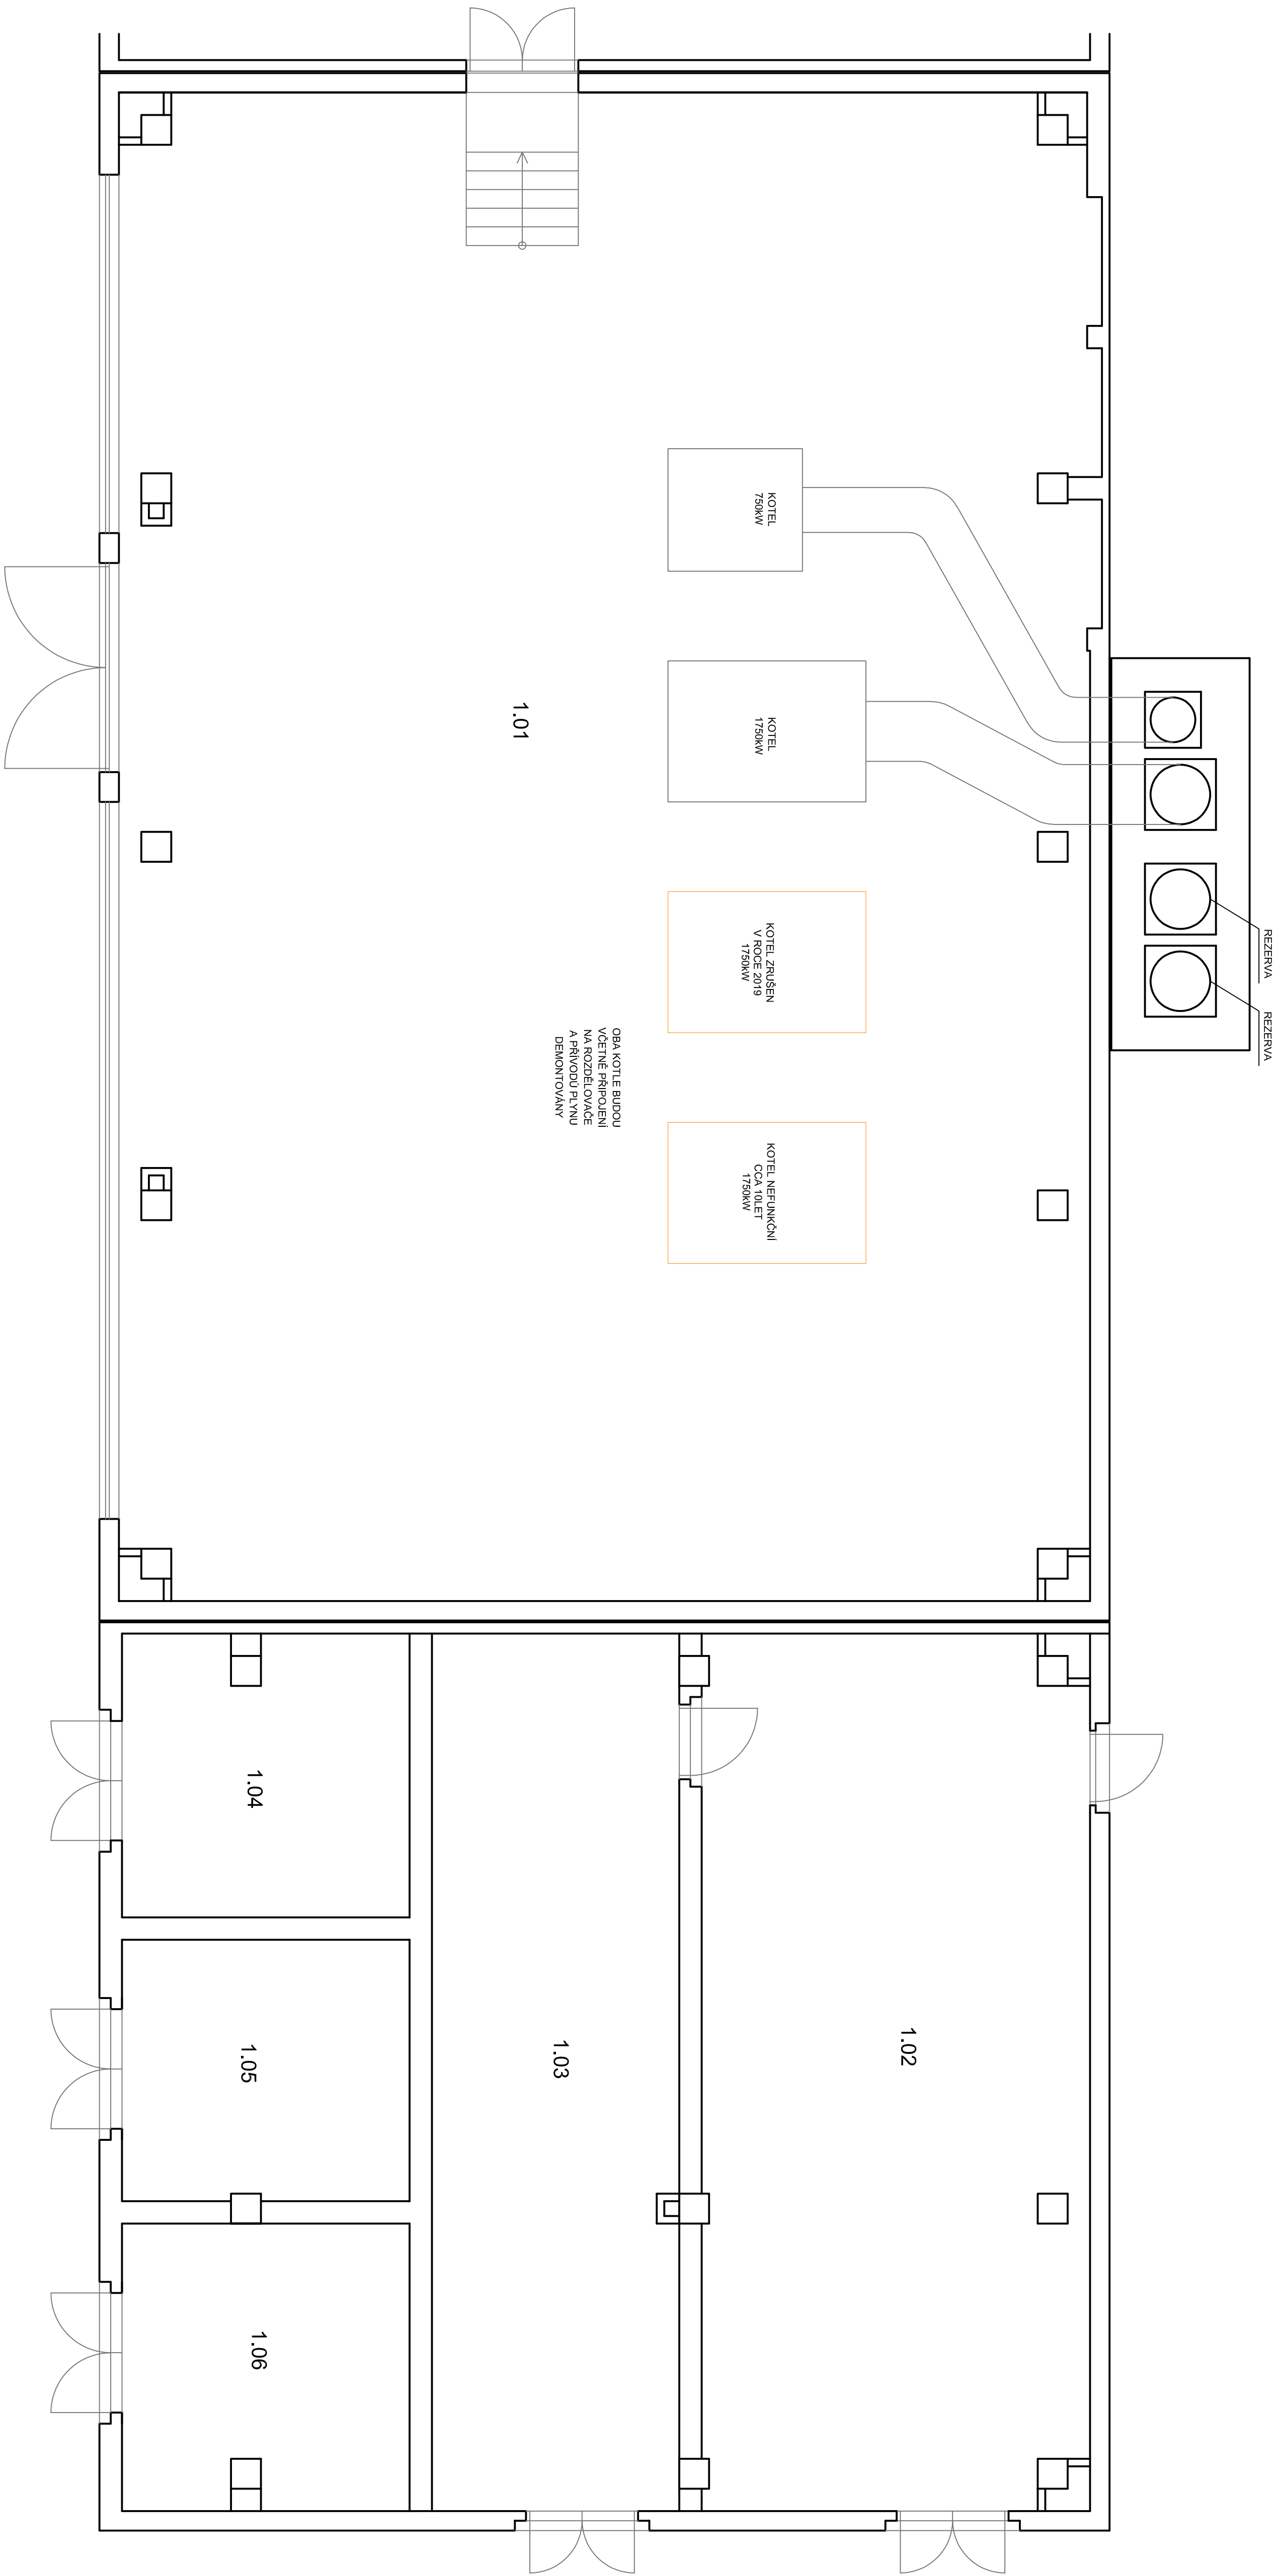 REZERVA
REZERVA
KOTEL
750kW
KOTEL
1750kW
KOTEL ZRUŠEN
V ROCE 2019
1750kW
KOTEL NEFUNKČNÍ
CCA 10LET
1750kW
OBA KOTLE BUDOU
VČETNĚ PŘIPOJENÍ
NA ROZDĚLOVAČE
A PŘÍVODŮ PLYNU
DEMONTOVÁNY
1.01
1.02
1.03
1.04
1.05
1.06